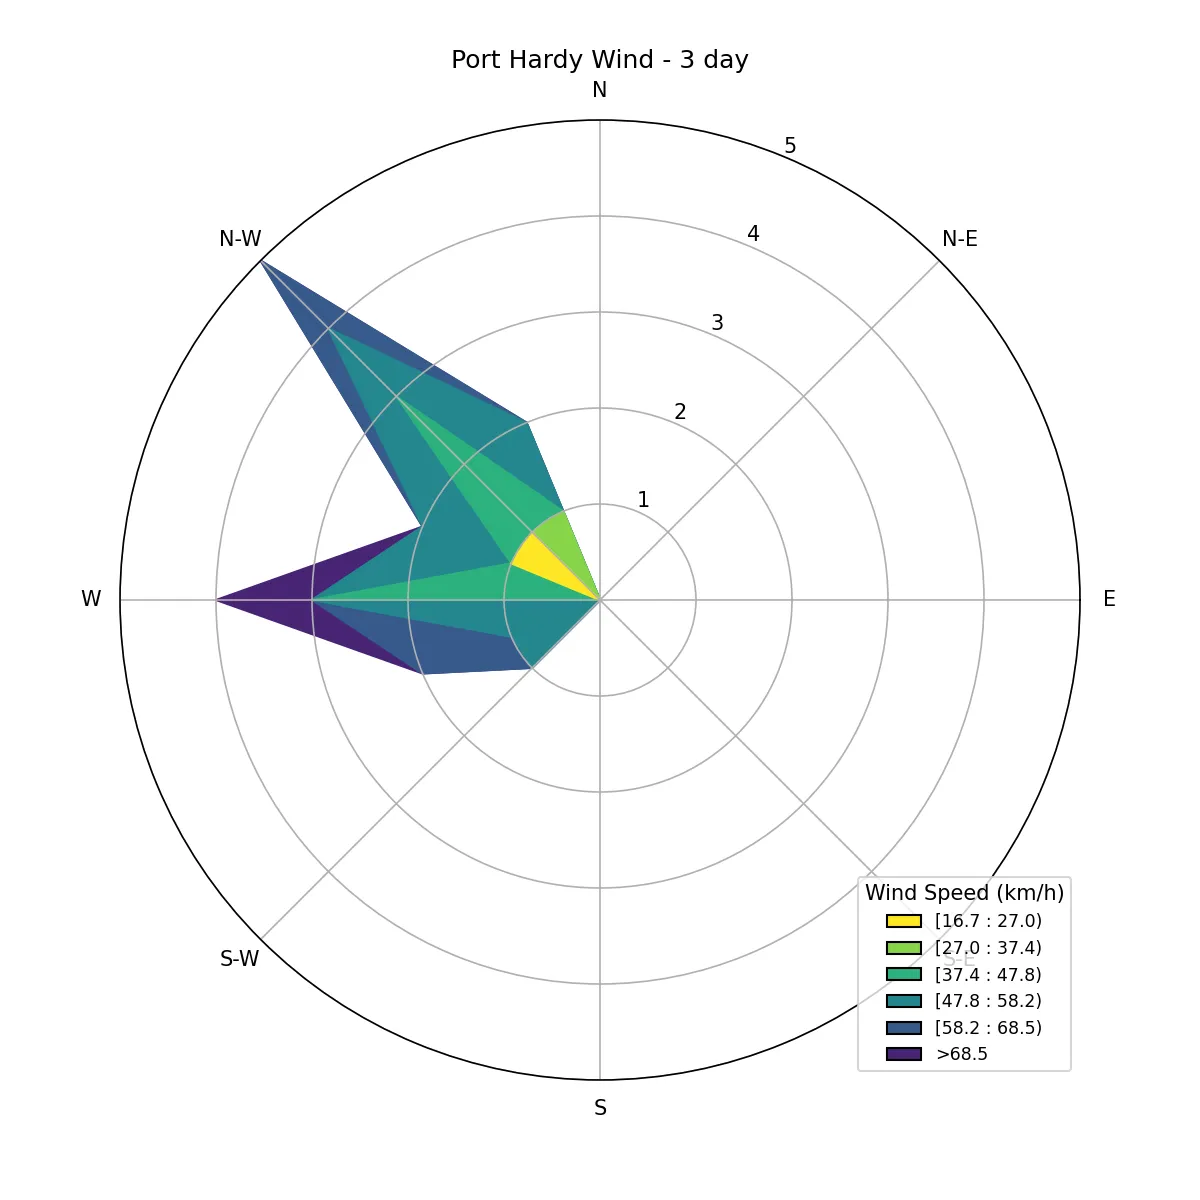 Port Hardy Wind - 3 day
N
5
N-W
N-E
4
3
2
1
W
E
S-W
S-E
S
Wind Speed (km/h)
[16.7 : 27.0)
[27.0 : 37.4)
[37.4 : 47.8)
[47.8 : 58.2)
[58.2 : 68.5)
>68.5